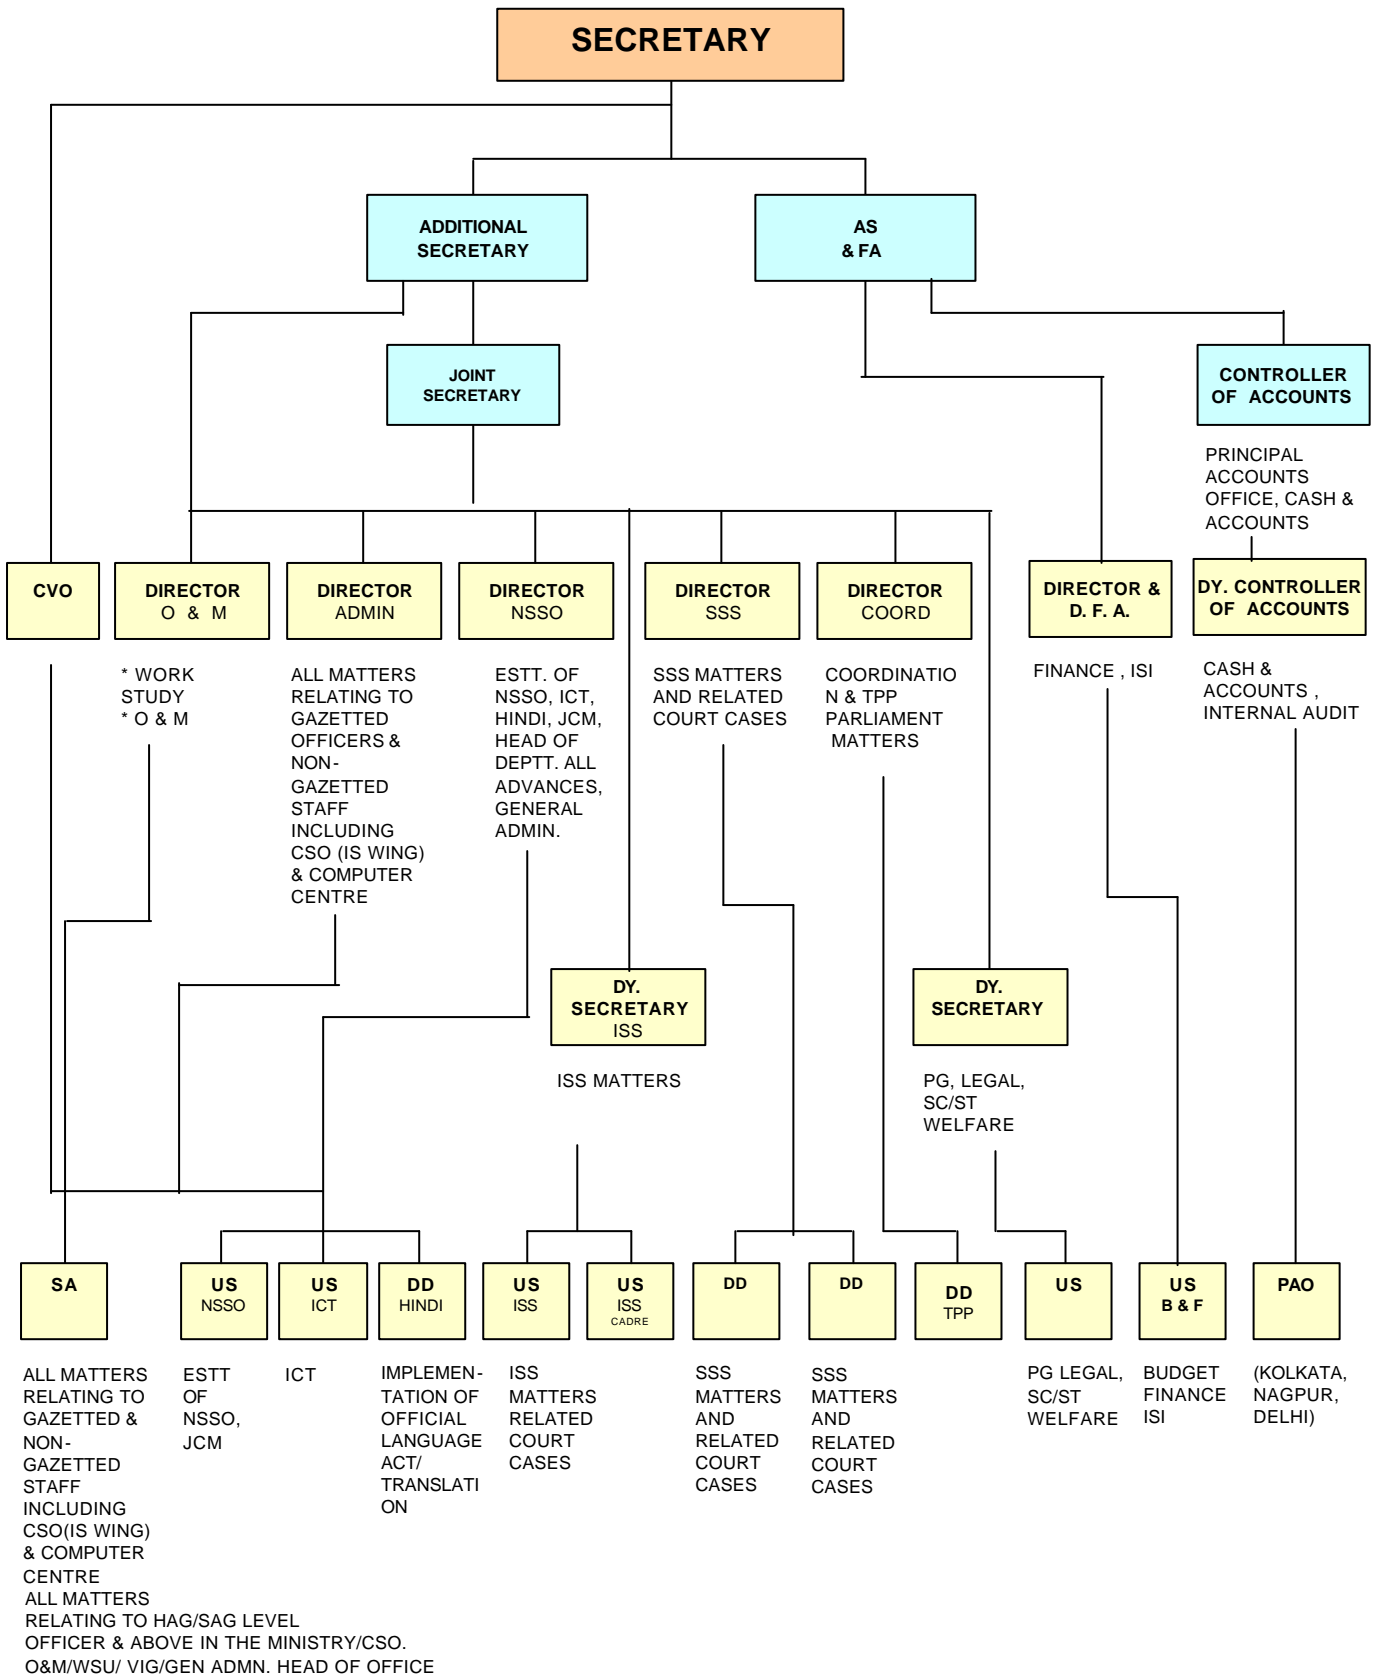 SECRETARY
ADDITIONAL
SECRETARY
AS
& FA
JOINT
SECRETARY
CONTROLLER
OF ACCOUNTS
PRINCIPAL
ACCOUNTS
OFFICE, CASH &
ACCOUNTS
CVO
DIRECTOR
O & M
DIRECTOR
ADMIN
DIRECTOR
NSSO
DIRECTOR
SSS
DIRECTOR
COORD
DIRECTOR &
D. F. A.
DY. CONTROLLER
OF ACCOUNTS
* WORK
STUDY
* O & M
ALL MATTERS
RELATING TO
GAZETTED
OFFICERS &
NON-
GAZETTED
STAFF
INCLUDING
CSO (IS WING)
& COMPUTER
CENTRE
ESTT. OF
NSSO, ICT,
HINDI, JCM,
HEAD OF
DEPTT. ALL
ADVANCES,
GENERAL
ADMIN.
SSS MATTERS
AND RELATED
COURT CASES
COORDINATIO
N & TPP
PARLIAMENT
MATTERS
FINANCE , ISI
CASH &
ACCOUNTS ,
INTERNAL AUDIT
DY.
SECRETARY
ISS
DY.
SECRETARY
ISS MATTERS
PG, LEGAL,
SC/ST
WELFARE
SA
US
NSSO
US
ICT
DD
HINDI
US
ISS
US
ISS
CADRE
DD
DD
DD
TPP
US
US
B & F
PAO
ALL MATTERS
RELATING TO
GAZETTED &
NON-
GAZETTED
STAFF
INCLUDING
CSO(IS WING)
& COMPUTER
CENTRE
ALL MATTERS
RELATING TO HAG/SAG LEVEL
OFFICER & ABOVE IN THE MINISTRY/CSO.
O&M/WSU/ VIG/GEN ADMN. HEAD OF OFFICE
ESTT
OF
NSSO,
JCM
ICT
IMPLEMEN-
TATION OF
OFFICIAL
LANGUAGE
ACT/
TRANSLATI
ON
ISS
MATTERS
RELATED
COURT
CASES
SSS
MATTERS
AND
RELATED
COURT
CASES
SSS
MATTERS
AND
RELATED
COURT
CASES
PG LEGAL,
SC/ST
WELFARE
BUDGET
FINANCE
ISI
(KOLKATA,
NAGPUR,
DELHI)